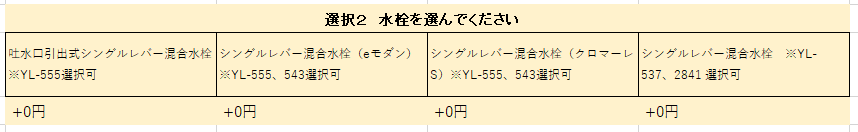 選択２　水栓を選んでください
吐水口引出式シングルレバー混合水栓
※YL-555選択可
シングルレバー混合水栓（eモダン）
※YL-555、543選択可
シングルレバー混合水栓（クロマーレ
S）※YL-555、543選択可
シングルレバー混合水栓　※YL-
537、2841 選択可
+0円
+0円
+0円
+0円